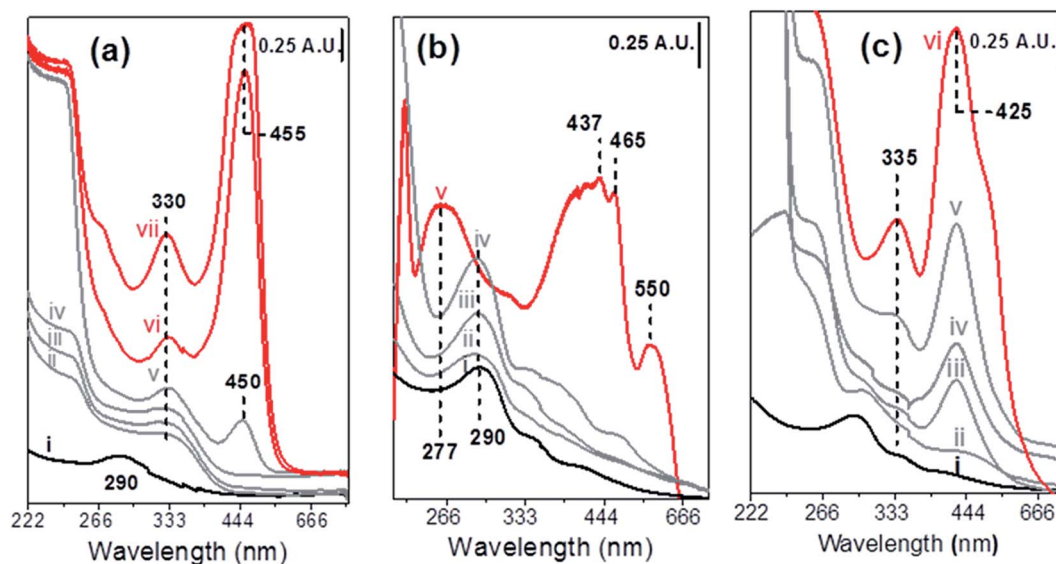 (a)
0.25 A.U.
455
330
vii
vi
iv
iii
ii
v
450
i
290
222 266 333 444 666
Wavelength (nm)
(b)
0.25 A.U.
437
465
v
iv
550
iii
ii
i
277
290
266 333 444 666
Wavelength (nm)
(c)
vi
0.25 A.U.
425
335
v
iv
iii
ii
i
222 266 333 444 666
Wavelength (nm)